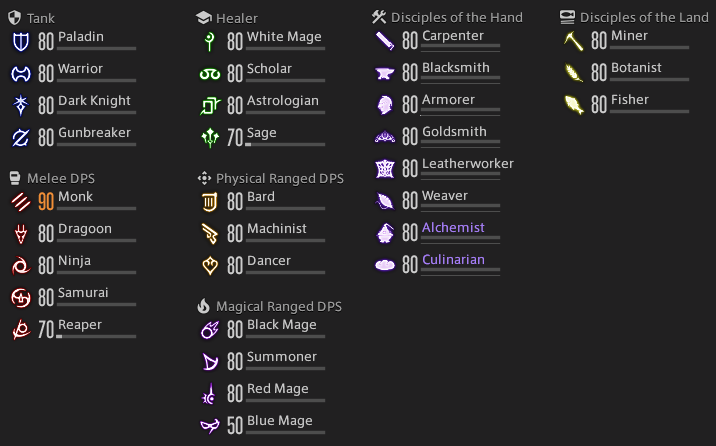 Tank
80 Paladin
80 Warrior
80 Dark Knight
80 Gunbreaker
Melee DPS
90 Monk
80 Dragoon
80 Ninja
80 Samurai
70 Reaper
Healer
80 White Mage
80 Scholar
80 Astrologian
70 Sage
Physical Ranged DPS
80 Bard
80 Machinist
80 Dancer
Magical Ranged DPS
80 Black Mage
80 Summoner
80 Red Mage
50 Blue Mage
Disciples of the Hand
80 Carpenter
80 Blacksmith
80 Armorer
80 Goldsmith
80 Leatherworker
80 Weaver
80 Alchemist
80 Culinarian
Disciples of the Land
80 Miner
80 Botanist
80 Fisher